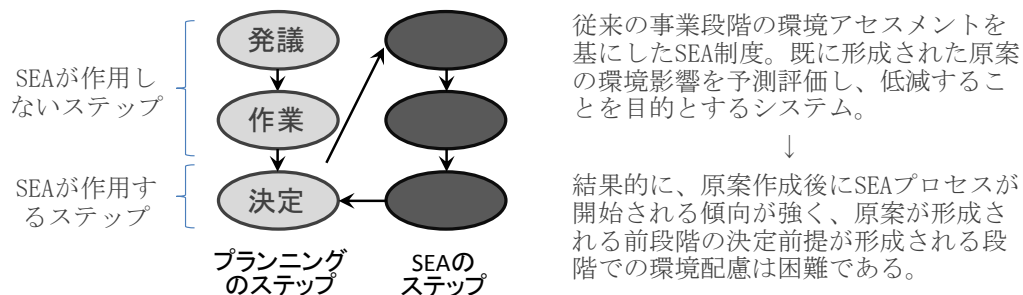 SEAが作用し
ないステップ
SEAが作用す
るステップ
発議
作業
決定
プランニング
のステップ
SEAの
ステップ
従来の事業段階の環境アセスメントを
基にしたSEA制度。既に形成された原案
の環境影響を予測評価し、低減するこ
とを目的とするシステム。
↓
結果的に、原案作成後にSEAプロセスが
開始される傾向が強く、原案が形成さ
れる前段階の決定前提が形成される段
階での環境配慮は困難である。